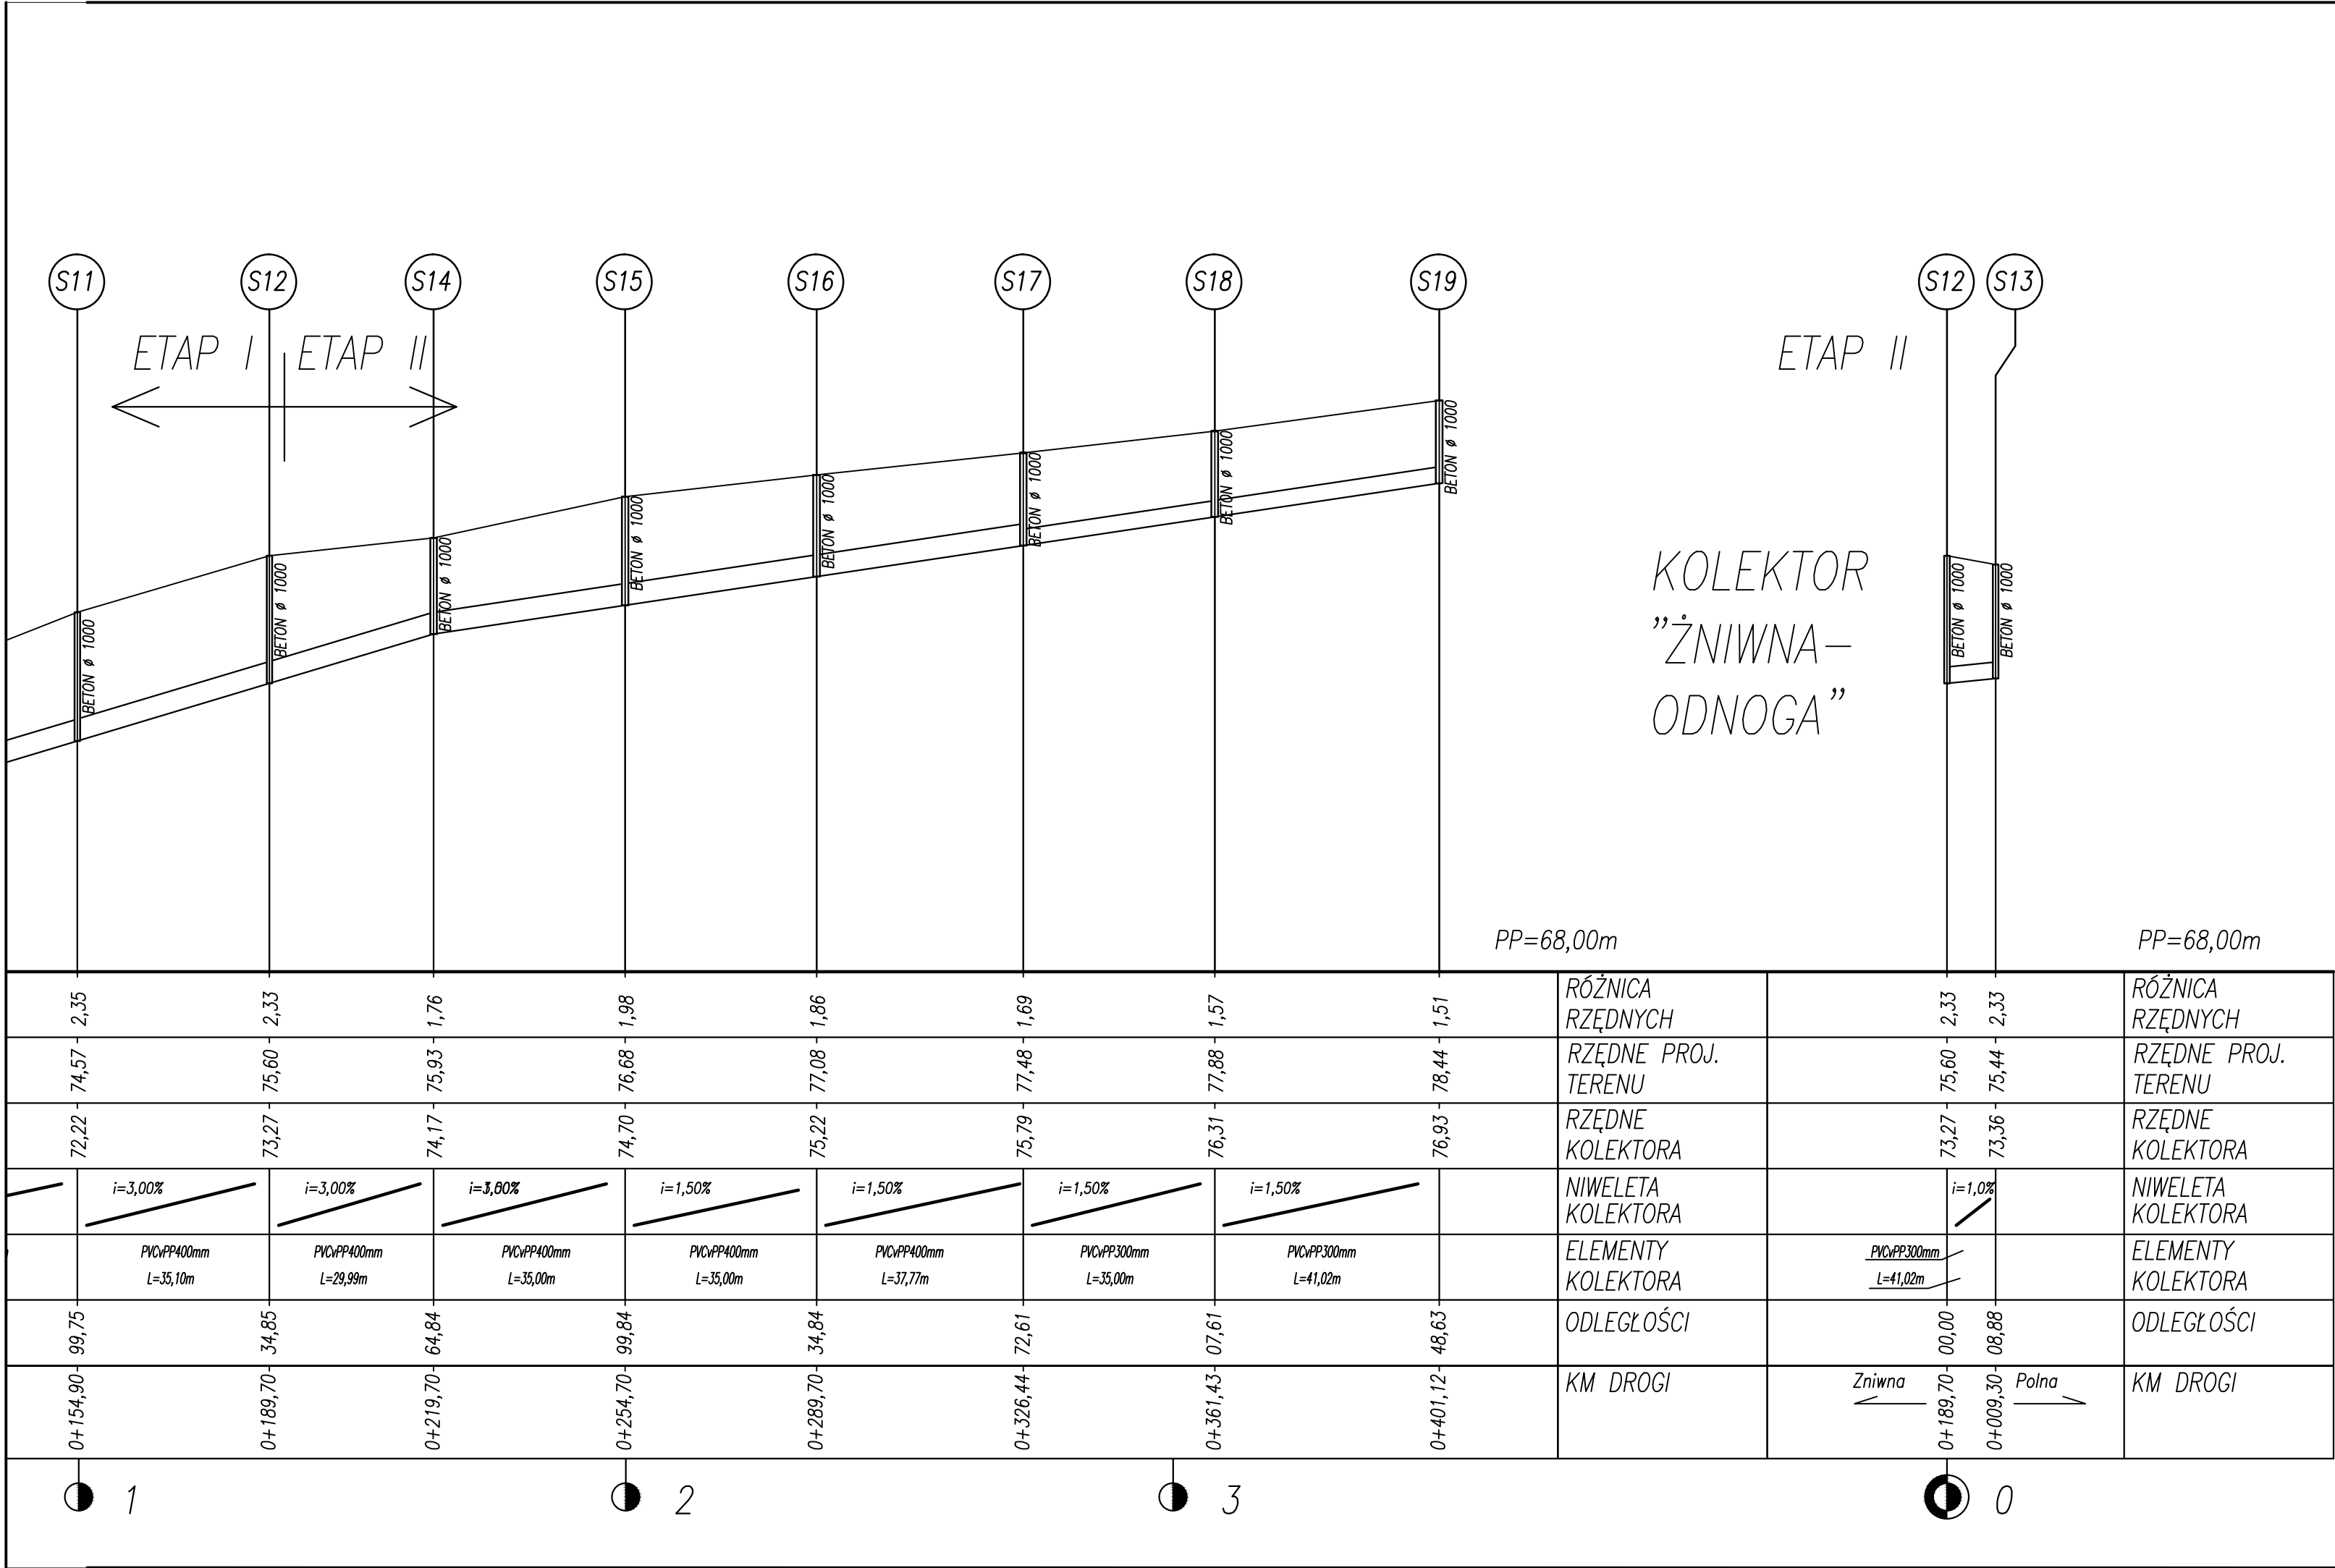 S11 S12 S14 S15 S16 S17 S18 S19 S12 S13
ETAP I ETAP II
ETAP II
BETON ø 1000
BETON ø 1000
BETON ø 1000
BETON ø 1000
BETON ø 1000
BETON ø 1000
BETON ø 1000
BETON ø 1000
BETON ø 1000
BETON ø 1000
KOLEKTOR
"ŻNIWNA-
ODNOGA"
PP=68,00m
PP=68,00m
2,35 2,33 1,76 1,98 1,86 1,69 1,57 1,51
RÓŻNICA
RZĘDNYCH
2,33 2,33
RÓŻNICA
RZĘDNYCH
74,57 75,60 75,93 76,68 77,08 77,48 77,88 78,44
RZĘDNE PROJ.
TERENU
75,60 75,44
RZĘDNE PROJ.
TERENU
72,22 73,27 74,17 74,70 75,22 75,79 76,31 76,93
RZĘDNE
KOLEKTORA
73,27 73,36
RZĘDNE
KOLEKTORA
i=3,00% i=3,00% i=1,50% i=1,50% i=1,50% i=1,50%
NIWELETA
KOLEKTORA
i=1,0%
NIWELETA
KOLEKTORA
PVCvPP400mm PVCvPP400mm PVCvPP400mm PVCvPP400mm PVCvPP400mm PVCvPP300mm PVCvPP300mm
L=35,10m L=29,99m L=35,00m L=35,00m L=37,77m L=35,00m L=41,02m
ELEMENTY
KOLEKTORA
PVCvPP300mm
L=41,02m
ELEMENTY
KOLEKTORA
99,75 34,85 64,84 99,84 34,84 72,61 07,61 48,63
ODLEGŁOŚCI
00,00 08,88
ODLEGŁOŚCI
0+154,90 0+189,70 0+219,70 0+254,70 0+289,70 0+326,44 0+361,43 0+401,12
KM DROGI
Zniwna 0+189,70 0+009,30 Polna
KM DROGI
1 2 3 0